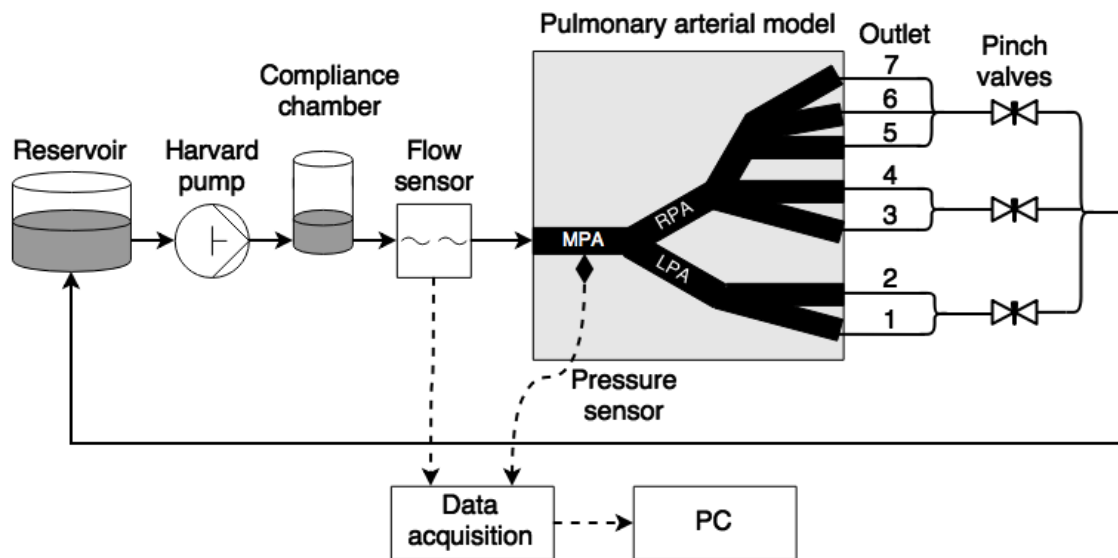 Pulmonary arterial model
Outlet
Pinch
valves
Compliance
chamber
Reservoir
Harvard
pump
Flow
sensor
7
6
5
4
3
2
1
MPA
RPA
LPA
Pressure
sensor
Data
acquisition
PC